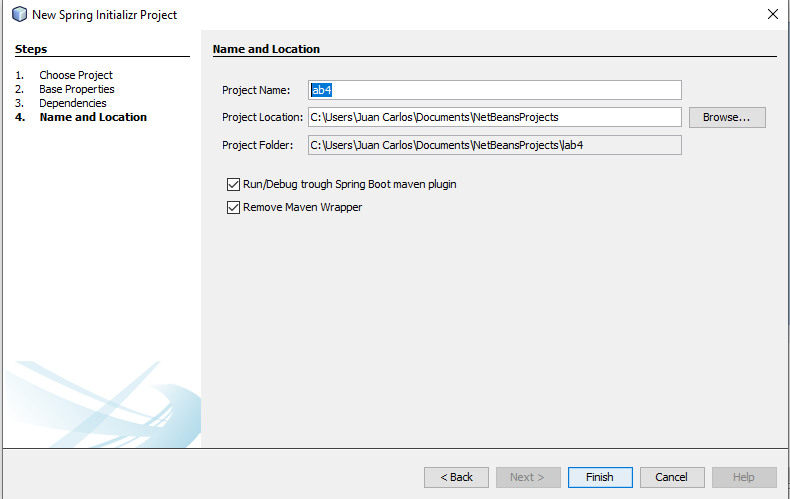 New Spring Initializr Project
Steps
1. Choose Project
2. Base Properties
3. Dependencies
4. Name and Location
Name and Location
Project Name: lab4
Project Location: C:\Users\Juan Carlos\Documents\NetBeansProjects Browse...
Project Folder: C:\Users\Juan Carlos\Documents\NetBeansProjects\lab4
Run/Debug trough Spring Boot maven plugin
Remove Maven Wrapper
< Back Next > Finish Cancel Help